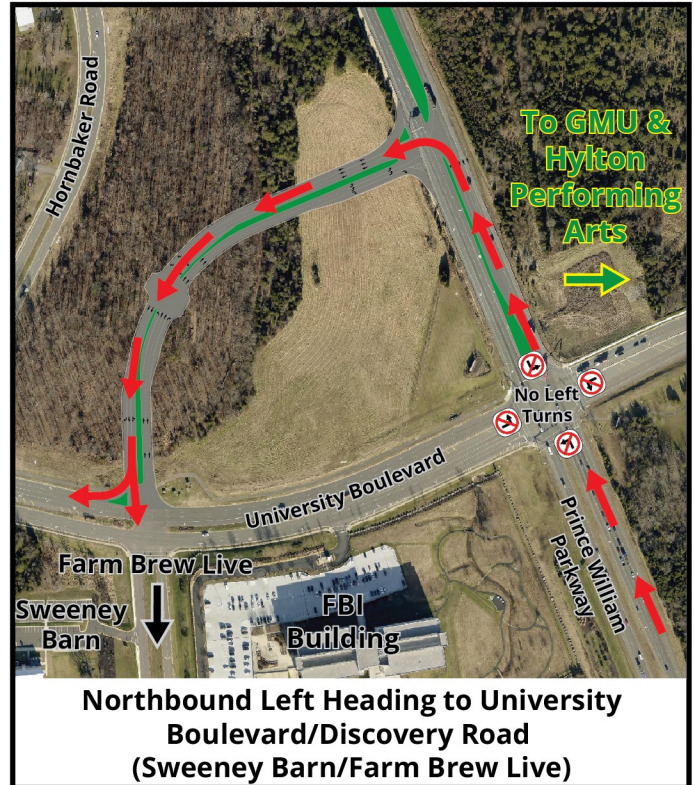 Hornbaker Road
To GMU &
Hylton
Performing
Arts
No Left
Turns
University Boulevard
Prince William
Parkway
Farm Brew Live
Sweeney
Barn
FBI
Building
Northbound Left Heading to University
Boulevard/Discovery Road
(Sweeney Barn/Farm Brew Live)